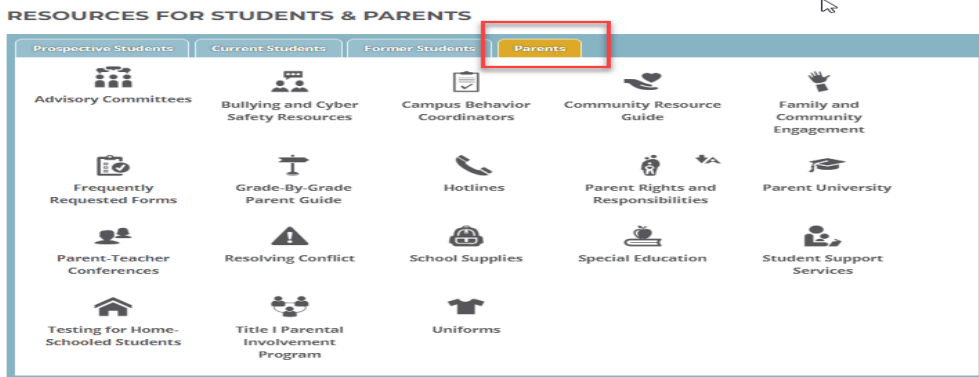 RESOURCES FOR STUDENTS & PARENTS
Prospective Students
Current Students
Former Students
Parents
Advisory Committees
Bullying and Cyber
Safety Resources
Campus Behavior
Coordinators
Community Resource
Guide
Family and
Community
Engagement
Frequently
Requested Forms
Grade-By-Grade
Parent Guide
Hotlines
Parent Rights and
Responsibilities
Parent University
Parent-Teacher
Conferences
Resolving Conflict
School Supplies
Special Education
Student Support
Services
Testing for Home-
Schooled Students
Title I Parental
Involvement
Program
Uniforms